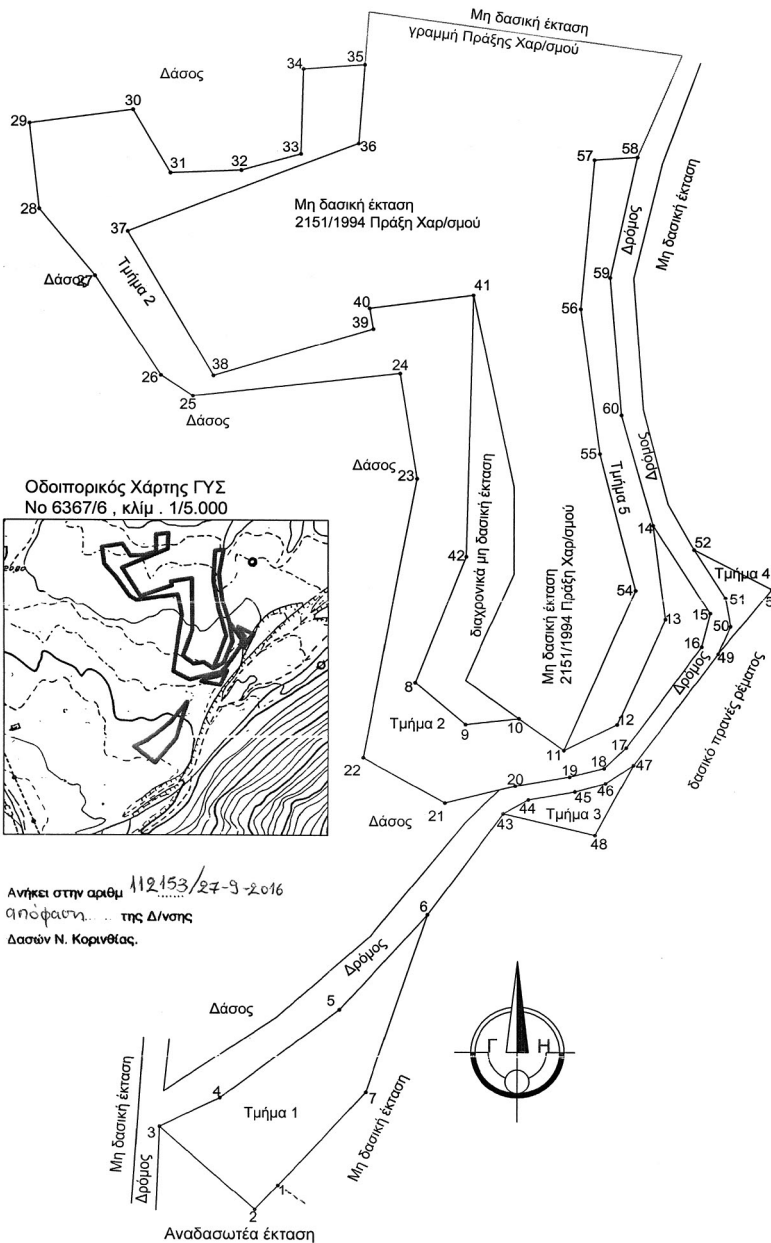 Μη δασική έκταση
γραμμή Πράξης Χαρ/σμού
34
35
Δάσος
30
29
33
31
32
36
57
58
28
Μη δασική έκταση
2151/1994 Πράξη Χαρ/σμού
Δρόμος
Μη δασική έκταση
37
Τμήμα 2
Δάσος
27
59
41
40
39
56
38
26
24
25
Δάσος
60
Δρόμος
55
Δάσος
23
Τμήμα 5
Οδοιπορικός Χάρτης ΓΥΣ
Νο 6367/6 , κλίμ . 1/5.000
14
52
42
διαχρονικά μη δασική έκταση
Μη δασική έκταση
2151/1994 Πράξη Χαρ/σμού
54
Τμήμα 4
51
13
15
50
16
49
Δρόμος
δασικό πρανές ρέματος
8
Τμήμα 2
9
10
12
11
17
18
47
22
19
20
46
45
44
21
Δάσος
43
Τμήμα 3
48
Ανήκει στην αριθμ 112153/27-9-2016
απόφαση..... της Δ/νσης
Δασών Ν. Κορινθίας.
6
Δρόμος
5
Δάσος
Γ
Η
4
7
3
Τμήμα 1
Μη δασική έκταση
Μη δασική έκταση
Δρόμος
1
2
Αναδασωτέα έκταση